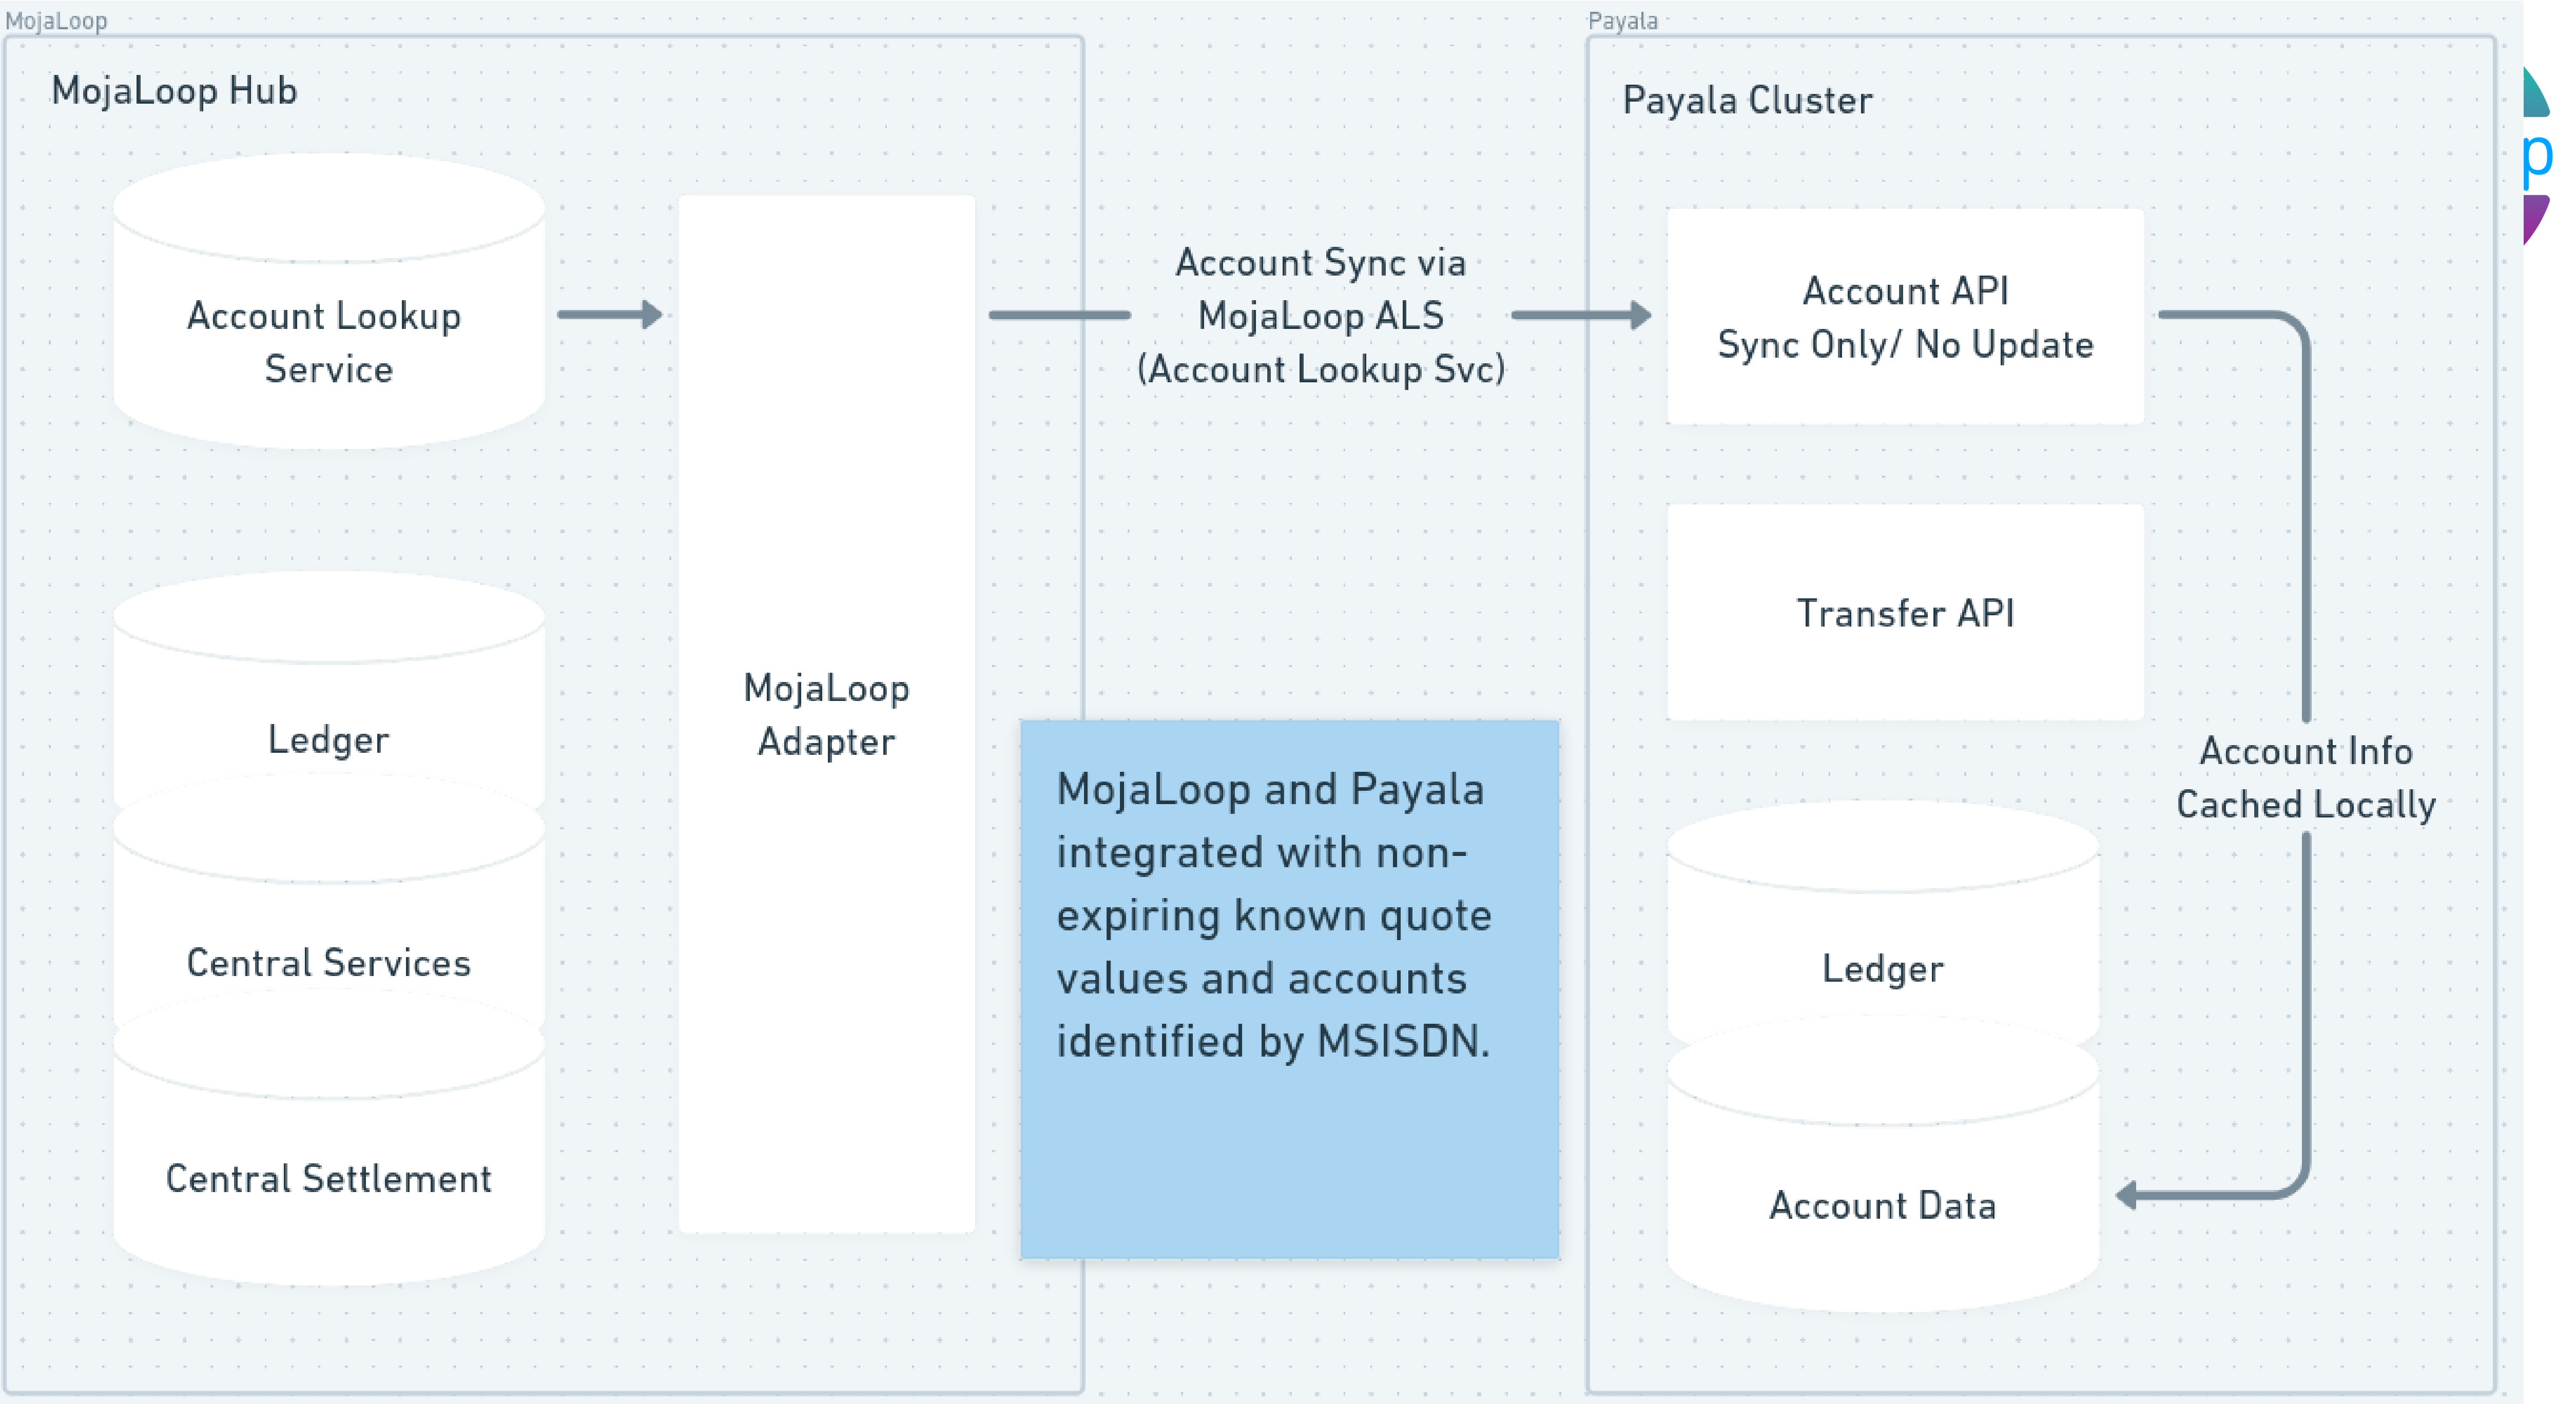 MojaLoop
Payala
MojaLoop Hub
Payala Cluster
Account Lookup
Service
Account Sync via
MojaLoop ALS
(Account Lookup Svc)
Account API
Sync Only/ No Update
Transfer API
Ledger
MojaLoop
Adapter
MojaLoop and Payala
integrated with non-
expiring known quote
values and accounts
identified by MSISDN.
Account Info
Cached Locally
Central Services
Ledger
Central Settlement
Account Data
p